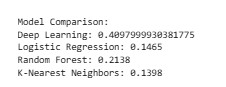 Model Comparison:
Deep Learning: 0.4097999930381775
Logistic Regression: 0.1465
Random Forest: 0.2138
K-Nearest Neighbors: 0.1398